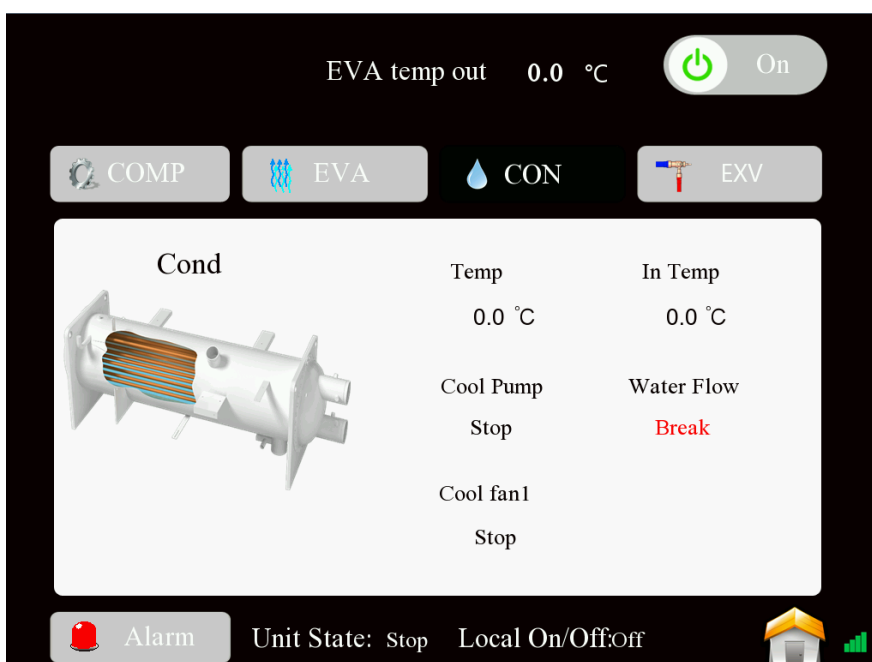 EVA temp out 0.0 °C On
COMP EVA CON EXV
Cond
Temp In Temp
0.0 °C 0.0 °C
Cool Pump Water Flow
Stop Break
Cool fan1
Stop
Alarm Unit State: Stop Local On/Off:Off